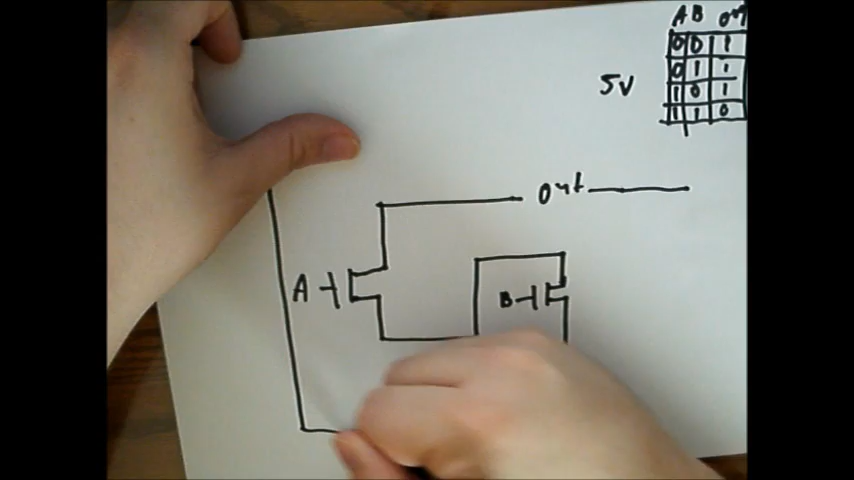 A B out
0 0 1
0 1 1
1 0 1
1 1 0
5V
out
A
B